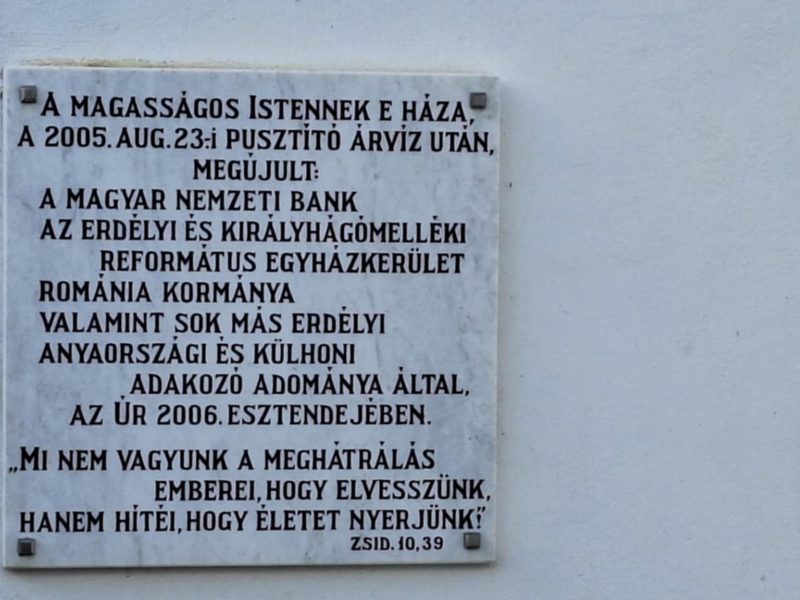 A MAGASSÁGOS ISTENNEK E HÁZA,
A 2005. AUG. 23-i PUSZTÍTÓ ÁRVÍZ UTÁN,
MEGÚJULT:
A MAGYAR NEMZETI BANK
AZ ERDÉLYI ÉS KIRÁLYHÁGÓMELLÉKI
REFORMÁTUS EGYHÁZKERÜLET
ROMÁNIA KORMÁNYA
VALAMINT SOK MÁS ERDÉLYI
ANYAORSZÁGI ÉS KÜLHONI
ADAKOZÓ ADOMÁNYA ÁLTAL,
AZ ÚR 2006. ESZTENDEJÉBEN.
„MI NEM VAGYUNK A MEGHÁTRÁLÁS
EMBEREI, HOGY ELVESSZÜNK,
HANEM HITÉI, HOGY ÉLETET NYERJÜNK!”
ZSID. 10, 39